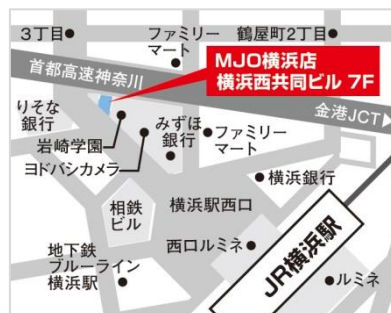 3丁目
ファミリー
マート
鶴屋町2丁目
首都高速神奈川
MJO横浜店
横浜西共同ビル 7F
金港JCT
りそな
銀行
岩崎学園
ヨドバシカメラ
みずほ
銀行
ファミリー
マート
横浜銀行
相鉄
ビル
横浜駅西口
西口ルミネ
JR横浜駅
地下鉄
ブルーライン
横浜駅
ルミネ